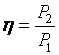 η = P₂/P₁